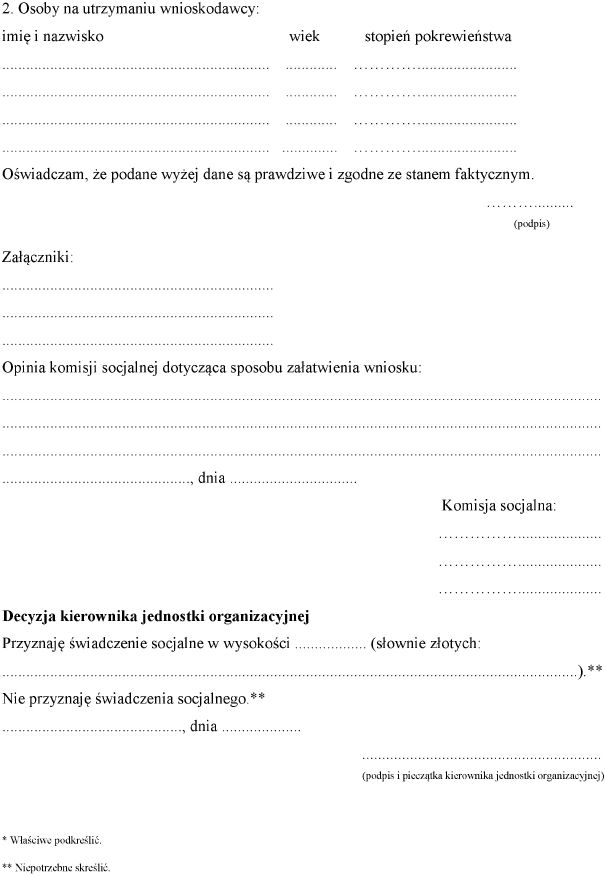 2. Osoby na utrzymaniu wnioskodawcy:
imię i nazwisko wiek stopień pokrewieństwa
................................................................... ............. …………..........................
................................................................... ............. …………..........................
................................................................... ............. …………..........................
................................................................... .............. …………..........................
Oświadczam, że podane wyżej dane są prawdziwe i zgodne ze stanem faktycznym.
………..........
(podpis)
Załączniki:
....................................................................
....................................................................
....................................................................
Opinia komisji socjalnej dotycząca sposobu załatwienia wniosku:
......................................................................................................................................................
......................................................................................................................................................
......................................................................................................................................................
..............................................., dnia ................................
Komisja socjalna:
……………......................
……………......................
……………......................
Decyzja kierownika jednostki organizacyjnej
Przyznaję świadczenie socjalne w wysokości .................. (słownie złotych:
................................................................................................................................................).**
Nie przyznaję świadczenia socjalnego.**
............................................., dnia ....................
............................................................
(podpis i pieczątka kierownika jednostki organizacyjnej)
* Właściwe podkreślić.
** Niepotrzebne skreślić.